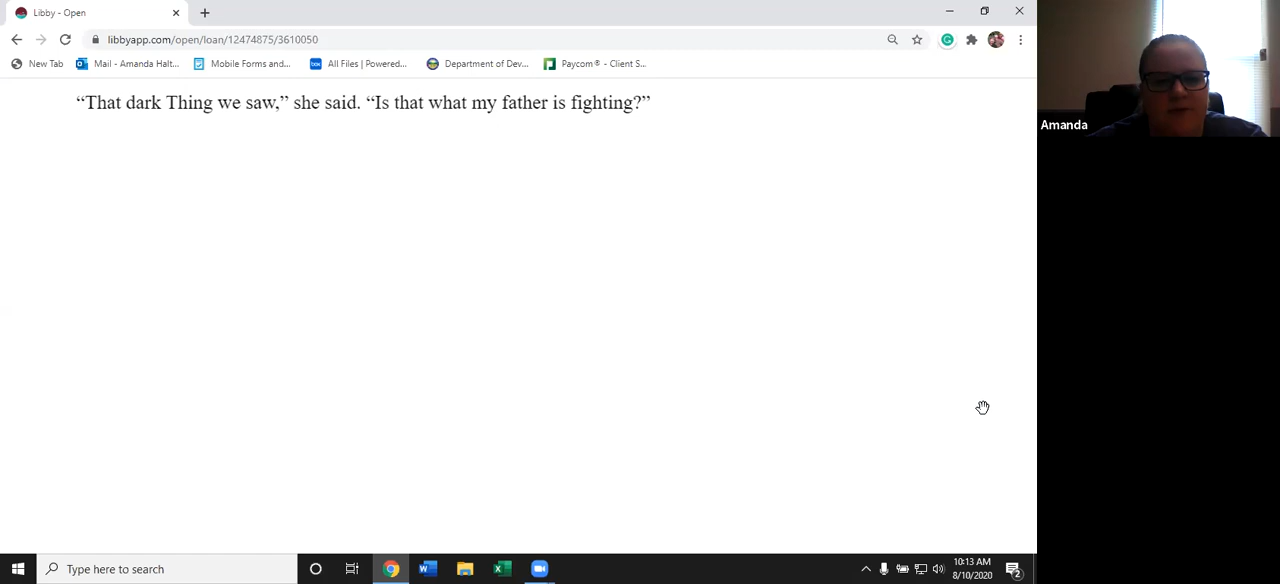 Libby - Open
libbyapp.com/open/loan/12474875/3610050
New Tab
Mail - Amanda Halt...
Mobile Forms and...
box
All Files | Powered...
Department of Dev...
Paycom® - Client S...
“That dark Thing we saw,” she said. “Is that what my father is fighting?”
Amanda
Type here to search
10:13 AM
8/10/2020
2